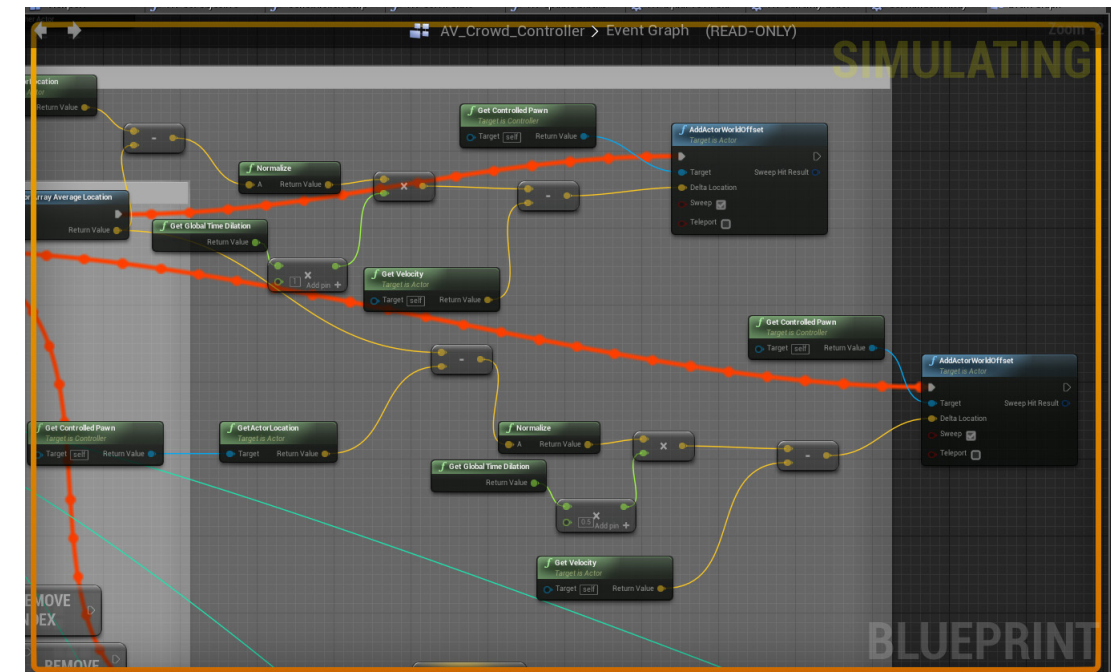 AV_Crowd_Controller > Event Graph (READ-ONLY)
Zoom -2
SIMULATING
Return Value
-
Get Controlled Pawn
Target is Controller
Target self Return Value
AddActorWorldOffset
Target is Actor
Target Sweep Hit Result
Delta Location
Sweep
Teleport
Normalize
A Return Value
x
-
Array Average Location
Return Value
Get Global Time Dilation
Return Value
x
Add pin +
Get Velocity
Target is Actor
Target self Return Value
-
Get Controlled Pawn
Target is Controller
Target self Return Value
AddActorWorldOffset
Target is Actor
Target Sweep Hit Result
Delta Location
Sweep
Teleport
Get Controlled Pawn
Target is Controller
Target self Return Value
GetActorLocation
Target is Actor
Target Return Value
Normalize
A Return Value
x
-
Get Global Time Dilation
Return Value
x
0.5 Add pin +
Get Velocity
Target is Actor
Target self Return Value
REMOVE
REMOVE
BLUEPRINT